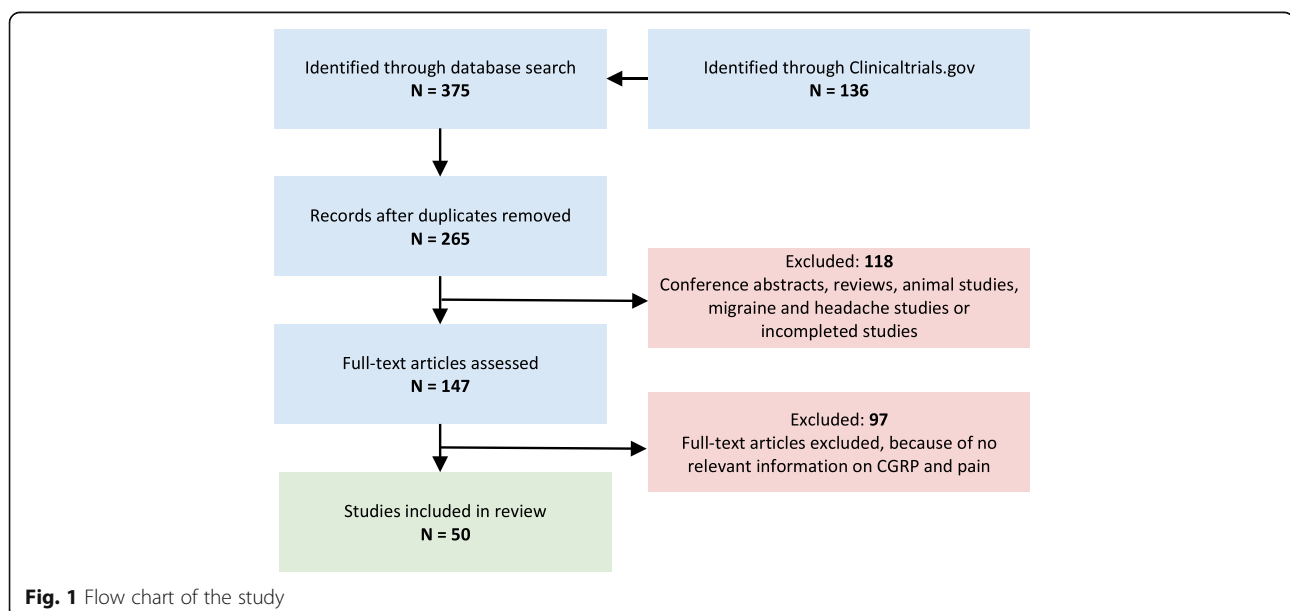 Identified through database search
N = 375
Identified through Clinicaltrials.gov
N = 136
Records after duplicates removed
N = 265
Excluded: 118
Conference abstracts, reviews, animal studies,
migraine and headache studies or
incompleted studies
Full-text articles assessed
N = 147
Excluded: 97
Full-text articles excluded, because of no
relevant information on CGRP and pain
Studies included in review
N = 50
Fig. 1 Flow chart of the study